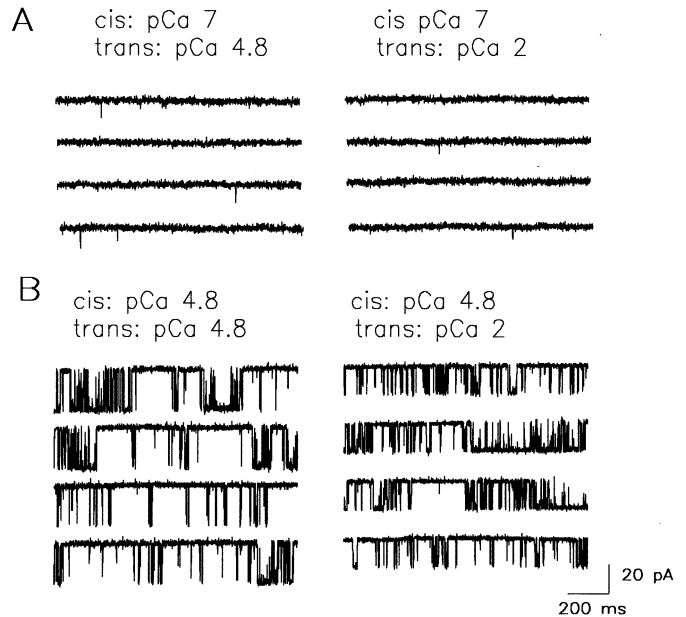 A
cis: pCa 7
trans: pCa 4.8
cis pCa 7
trans: pCa 2
B
cis: pCa 4.8
trans: pCa 4.8
cis: pCa 4.8
trans: pCa 2
20 pA
200 ms